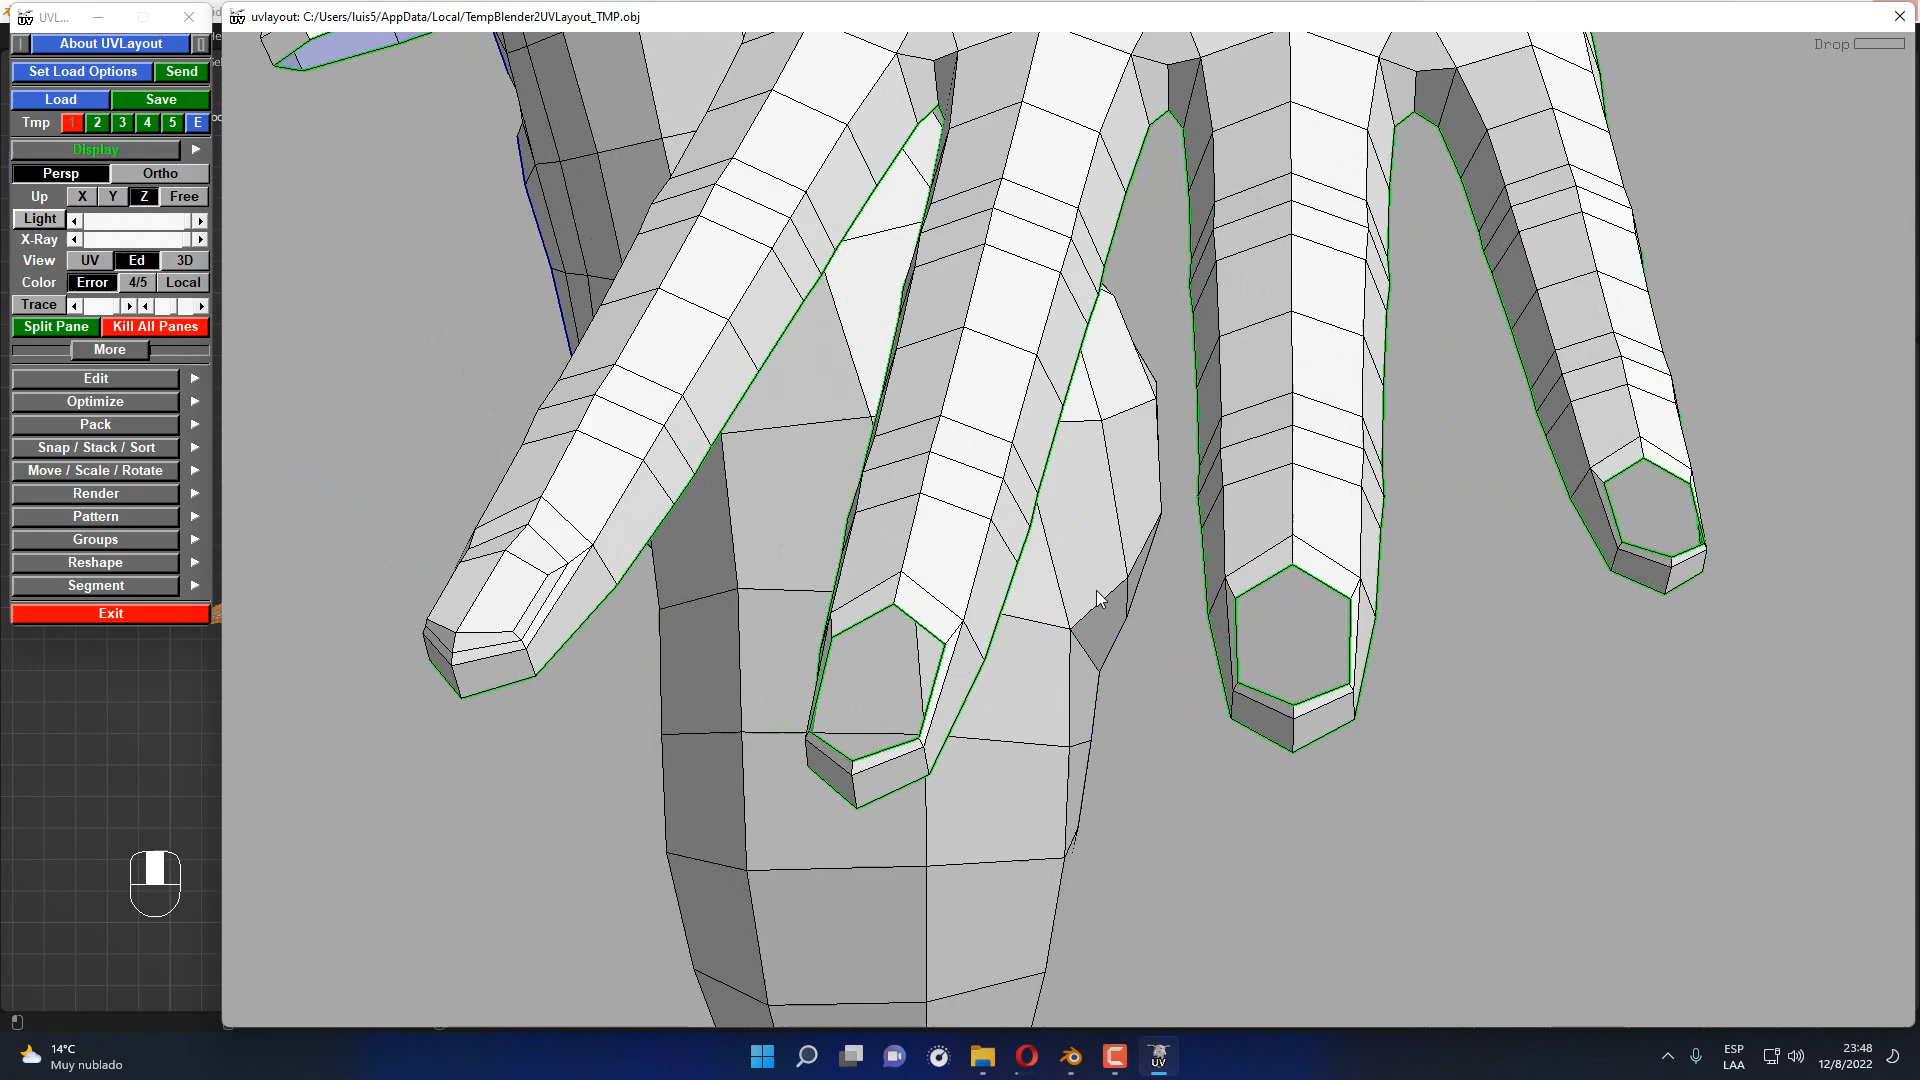 UVL...
uvlayout: C:/Users/luis5/AppData/Local/TempBlender2UVLayout_TMP.obj
About UVLayout
Set Load Options
Send
Load
Save
Tmp
1
2
3
4
5
E
Display
Persp
Ortho
Up
X
Y
Z
Free
Light
X-Ray
View
UV
Ed
3D
Color
Error
4/5
Local
Trace
Split Pane
Kill All Panes
More
Edit
Optimize
Pack
Snap / Stack / Sort
Move / Scale / Rotate
Render
Pattern
Groups
Reshape
Segment
Exit
Drop
14°C
Muy nublado
UV
ESP
LAA
23:48
12/8/2022